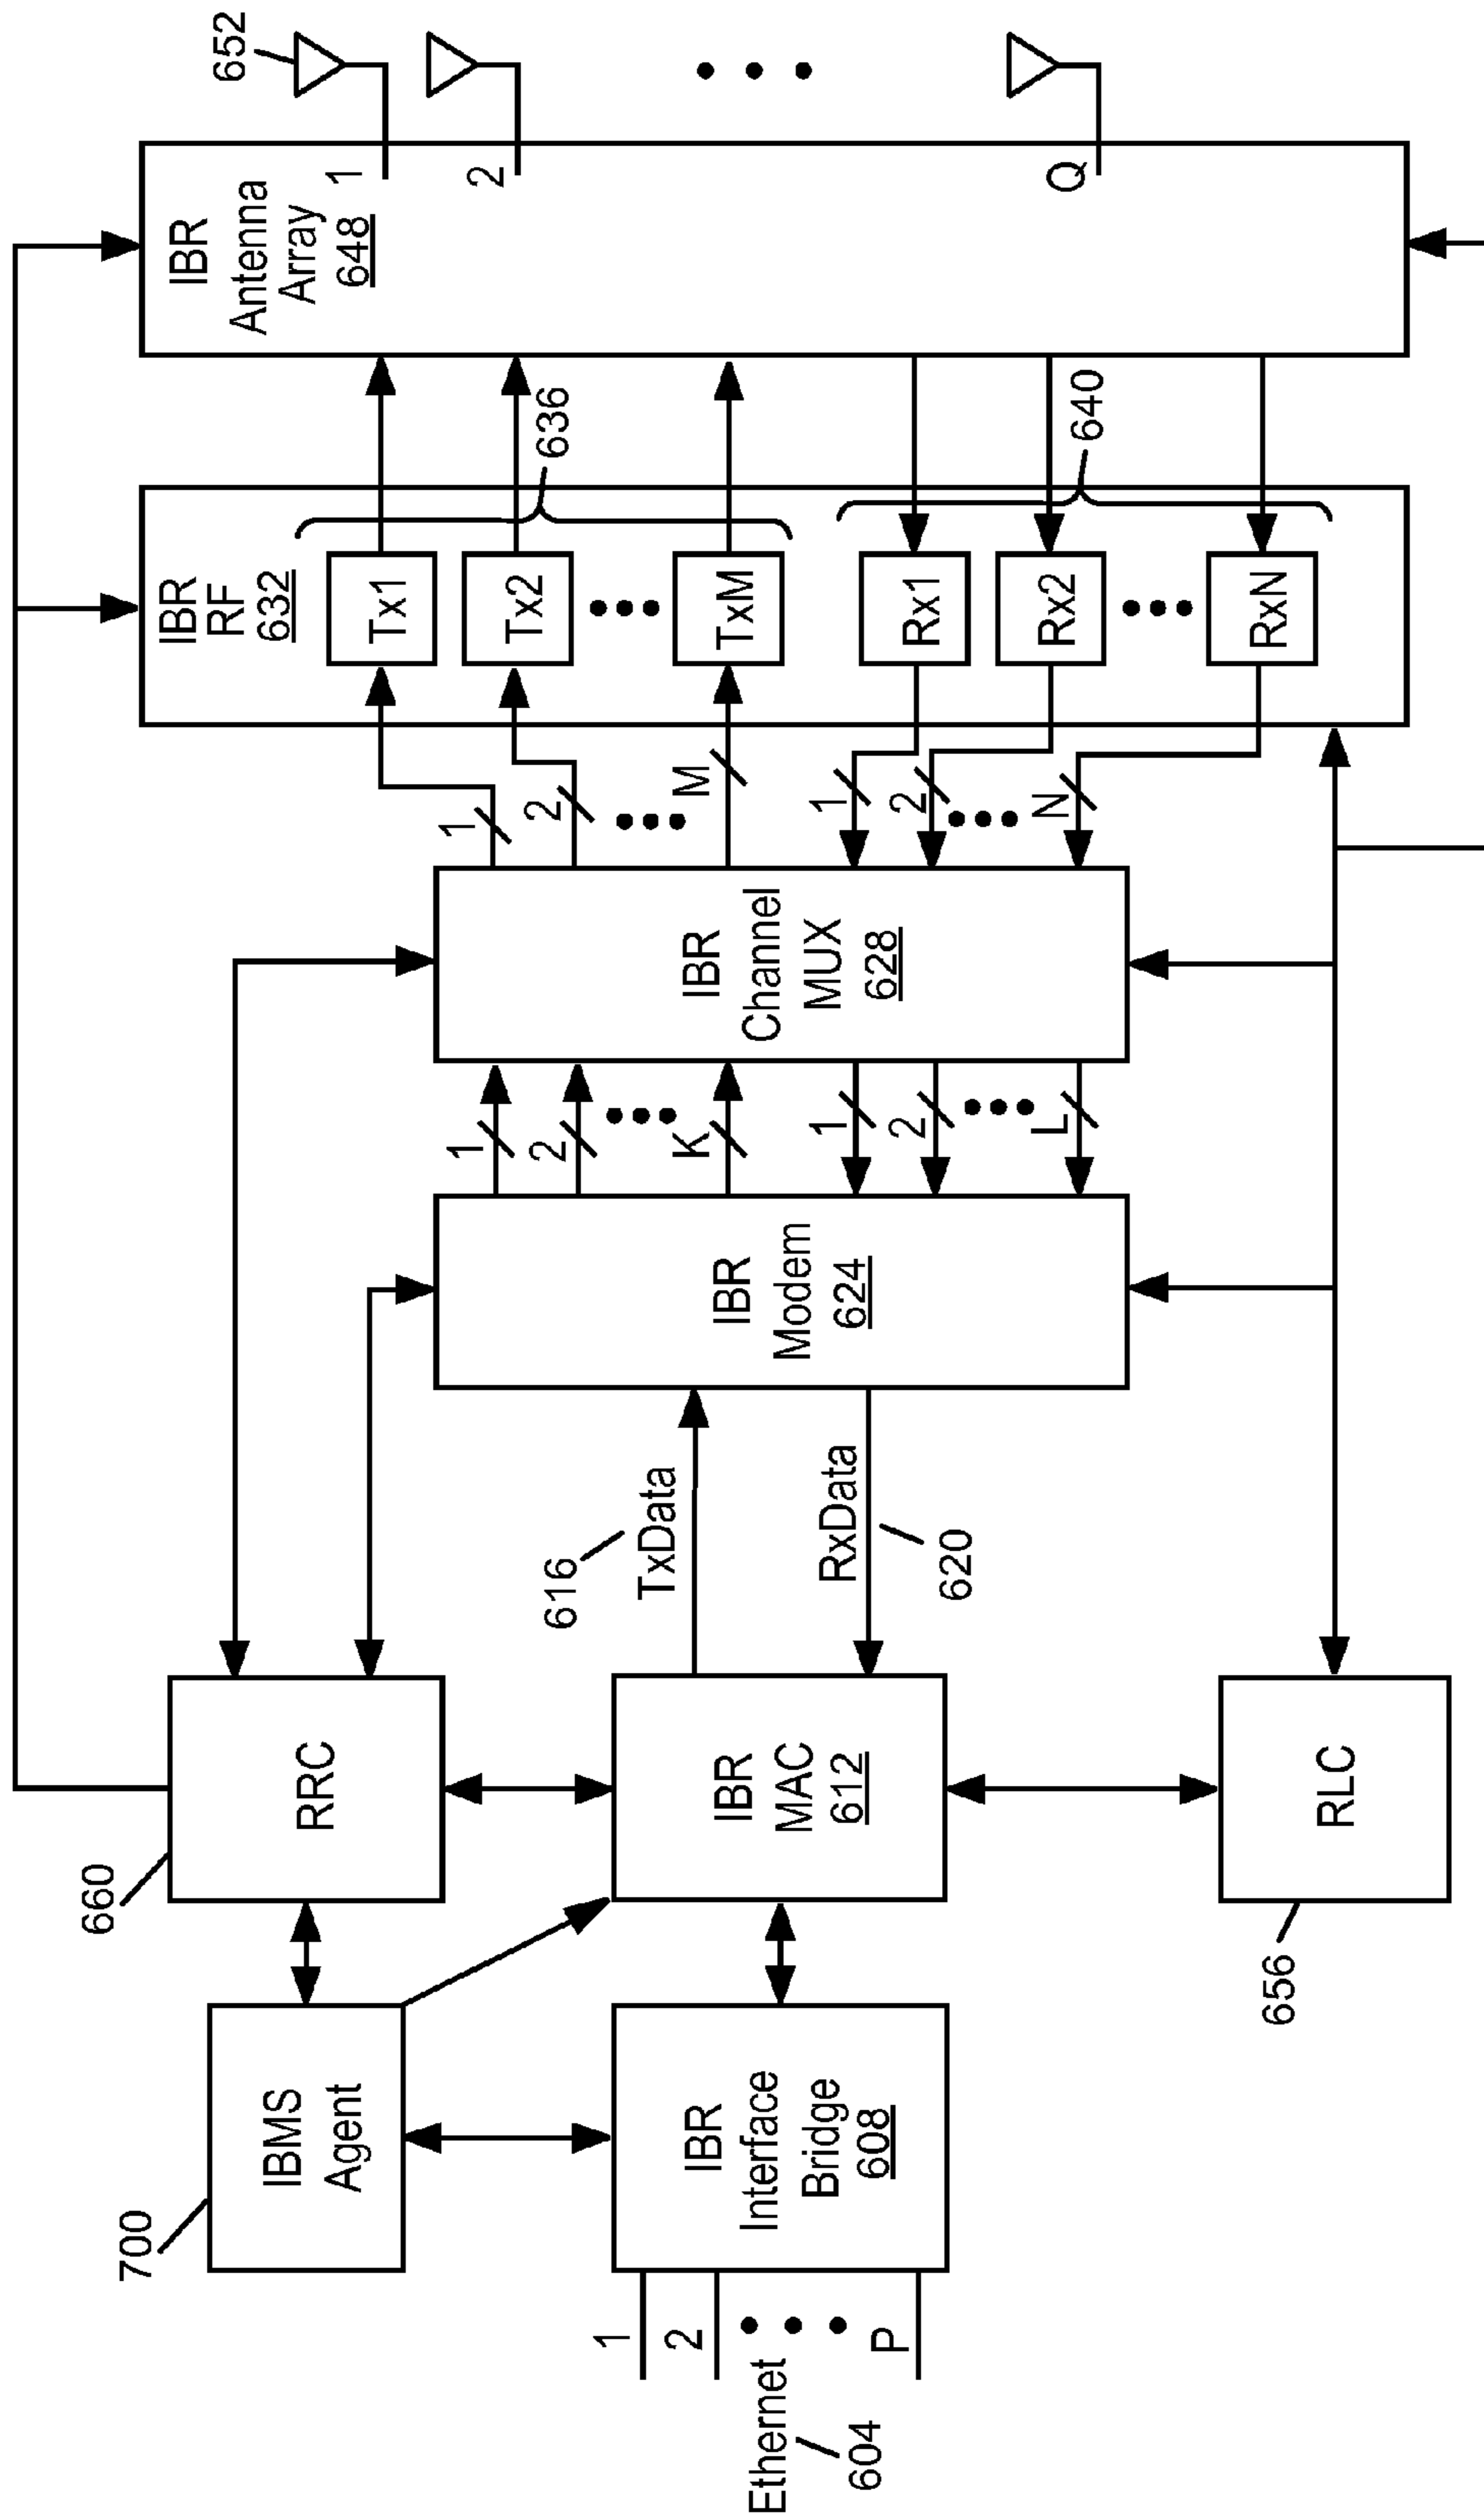 700
IBMS
Agent
660
RRC
Ethernet
604
1
2
P
IBR
Interface
Bridge
608
IBR
MAC
612
656
RLC
616
TxData
RxData
620
IBR
Modem
624
1
2
K
1
2
L
IBR
Channel
MUX
628
1
2
M
1
2
N
IBR
RF
632
Tx1
Tx2
TxM
Rx1
Rx2
RxN
636
640
IBR
Antenna
Array
648
1
2
Q
652